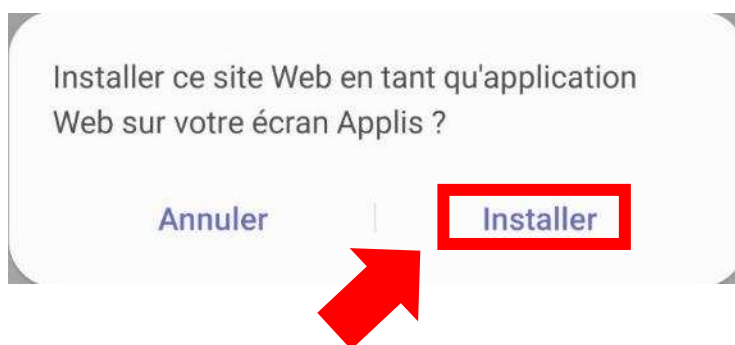 Installer ce site Web en tant qu'application
Web sur votre écran Applis ?
Annuler
Installer